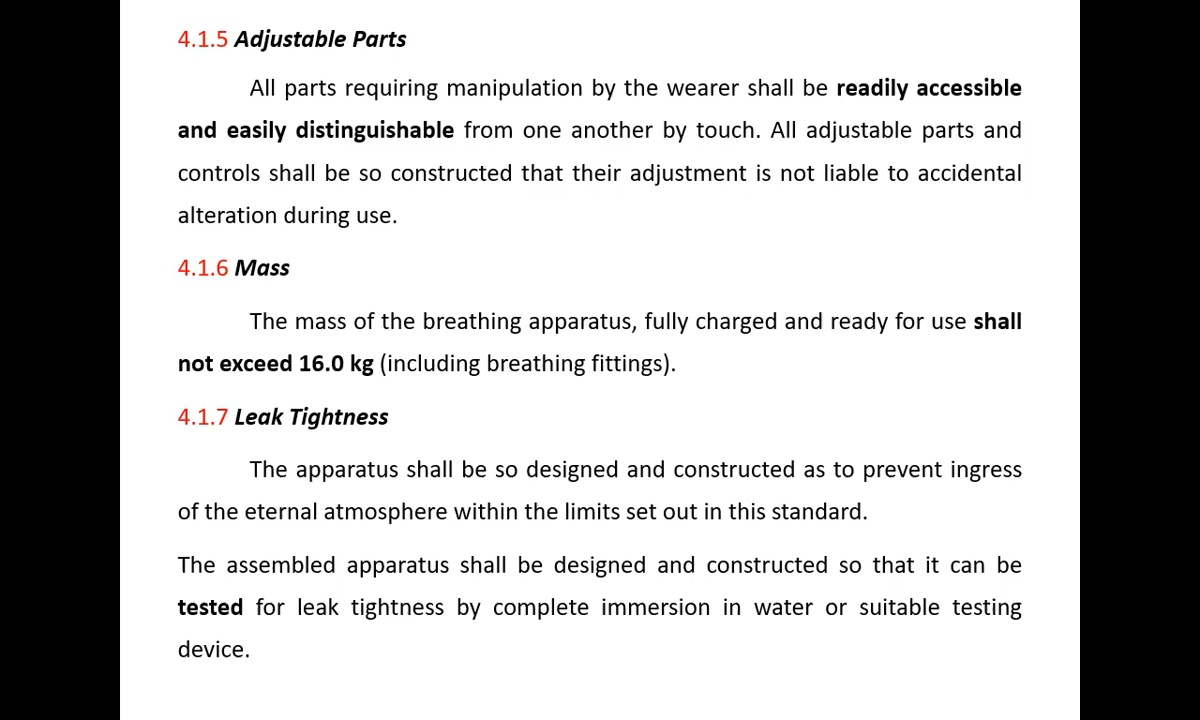 4.1.5 Adjustable Parts
All parts requiring manipulation by the wearer shall be readily accessible
and easily distinguishable from one another by touch. All adjustable parts and
controls shall be so constructed that their adjustment is not liable to accidental
alteration during use.
4.1.6 Mass
The mass of the breathing apparatus, fully charged and ready for use shall
not exceed 16.0 kg (including breathing fittings).
4.1.7 Leak Tightness
The apparatus shall be so designed and constructed as to prevent ingress
of the eternal atmosphere within the limits set out in this standard.
The assembled apparatus shall be designed and constructed so that it can be
tested for leak tightness by complete immersion in water or suitable testing
device.